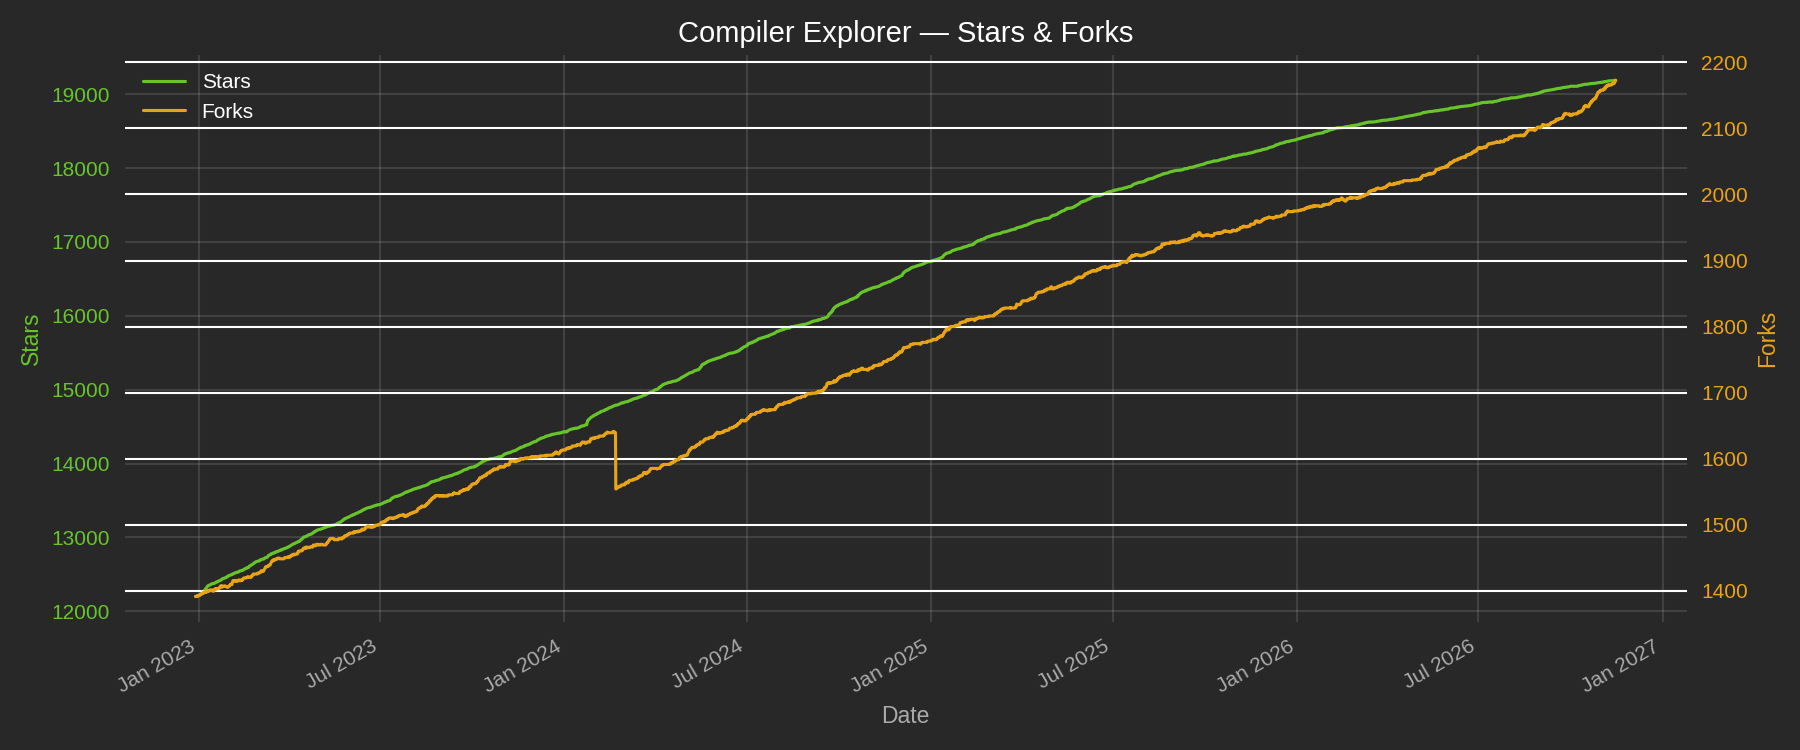 Compiler Explorer — Stars & Forks
Stars
Forks
19000
18000
17000
16000
15000
14000
13000
12000
Stars
2200
2100
2000
1900
1800
1700
1600
1500
1400
Forks
Jan 2023
Jul 2023
Jan 2024
Jul 2024
Jan 2025
Jul 2025
Jan 2026
Jul 2026
Jan 2027
Date